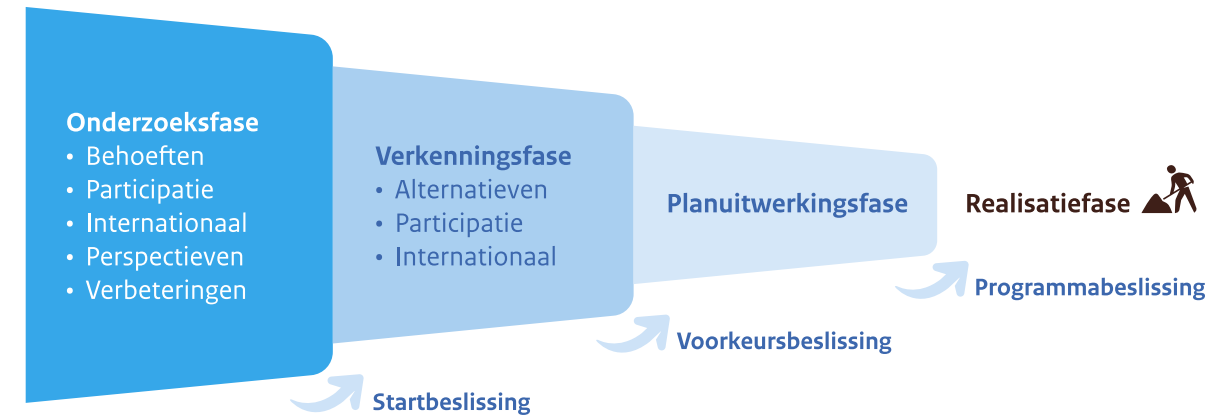 Onderzoeksfase
• Behoeften
• Participatie
• Internationaal
• Perspectieven
• Verbeteringen
Verkenningsfase
• Alternatieven
• Participatie
• Internationaal
Planuitwerkingsfase
Realisatiefase
Startbeslissing
Voorkeursbeslissing
Programmabeslissing